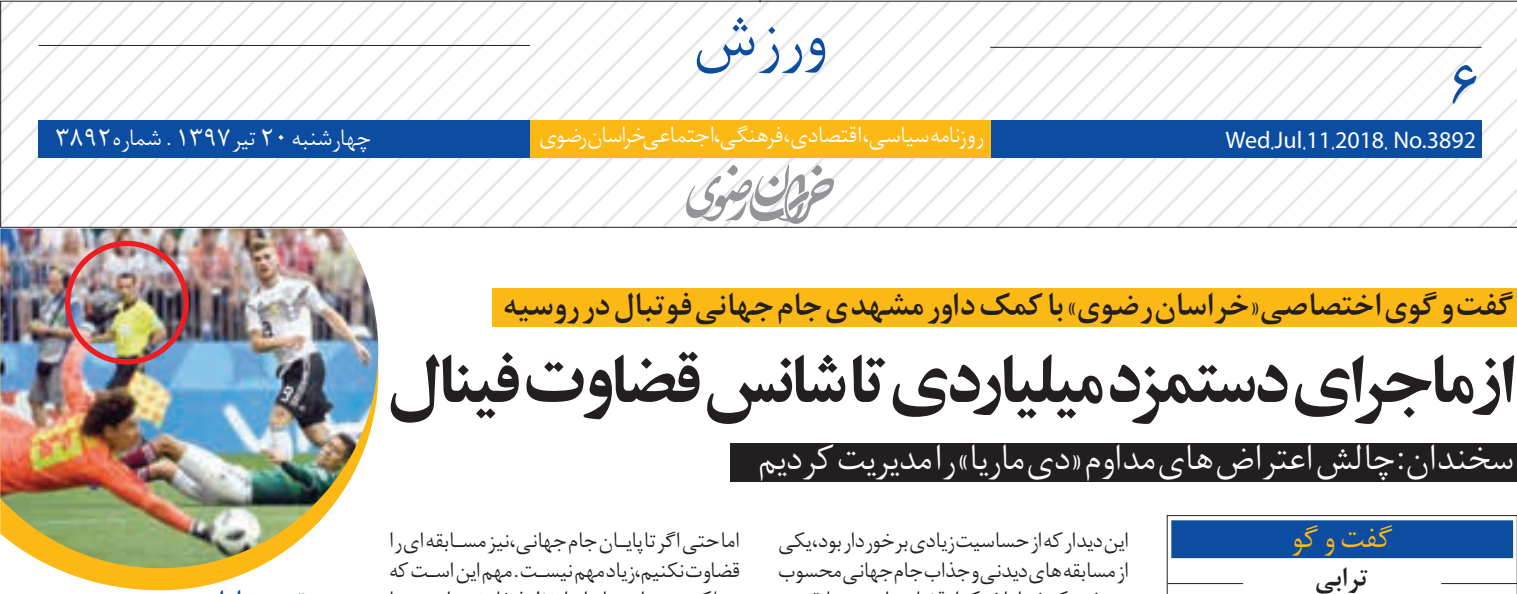 ورزش
۶
چهارشنبه ۲۰ تیر ۱۳۹۷ . شماره ۳۸۹۲
روزنامه سیاسی، اقتصادی، فرهنگی، اجتماعی خراسان رضوی
Wed.Jul.11.2018. No.3892
خراسان رضوی
گفت و گوی اختصاصی «خراسان رضوی» با کمک داور مشهدی جام جهانی فوتبال در روسیه
از ماجرای دستمزد میلیاردی تا شانس قضاوت فینال
سخندان: چالش اعتراض های مداوم «دی ماریا» را مدیریت کردیم
گفت و گو
ترابی
این دیدار که از حساسیت زیادی برخوردار بود، یکی
از مسابقه های دیدنی و جذاب جام جهانی محسوب
اما حتی اگر تا پایان جام جهانی، نیز مسابقه ای را
قضاوت نکنیم، زیاد مهم نیست. مهم این است که